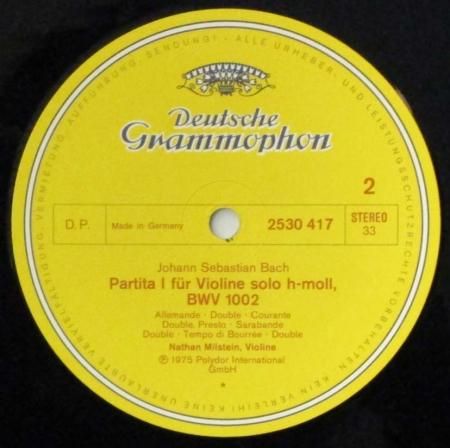 Deutsche
Grammophon
2
D.P.
Made in Germany
2530 417
STEREO
33
Johann Sebastian Bach
Partita I für Violine solo h-moll,
BWV 1002
Allemande · Double · Courante
Double. Presto · Sarabande
Double · Tempo di Bourrée · Double
Nathan Milstein, Violine
℗ 1975 Polydor International
GmbH
*
ALLE URHEBER- UND LEISTUNGSSCHUTZRECHTE VORBEHALTEN · KEIN VERLEIH! KEINE UNERLAUBTE VERVIELFÄLTIGUNG, VERMIETUNG, AUFFÜHRUNG, SENDUNG! -